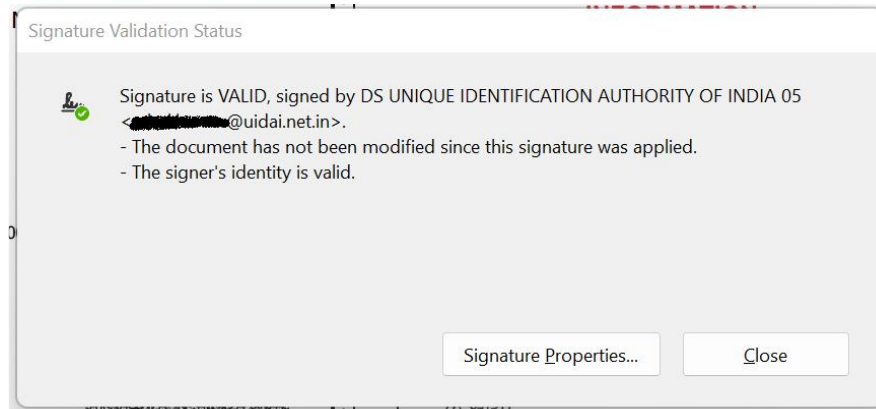 Signature Validation Status
Signature is VALID, signed by DS UNIQUE IDENTIFICATION AUTHORITY OF INDIA 05
@uidai.net.in>.
- The document has not been modified since this signature was applied.
- The signer's identity is valid.
Signature Properties...
Close